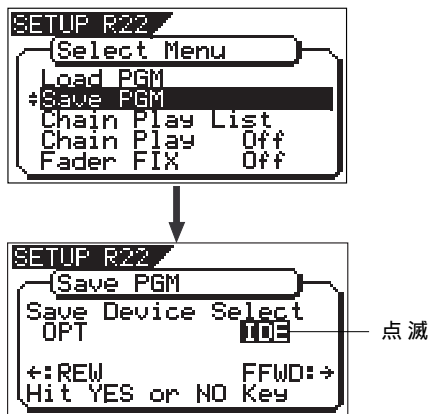 SETUP R22
Select Menu
Load PGM
Save PGM
Chain Play List
Chain Play Off
Fader FIX Off
SETUP R22
Save PGM
Save Device Select
OPT IDE
点滅
←:REW FFWD:→
Hit YES or NO Key